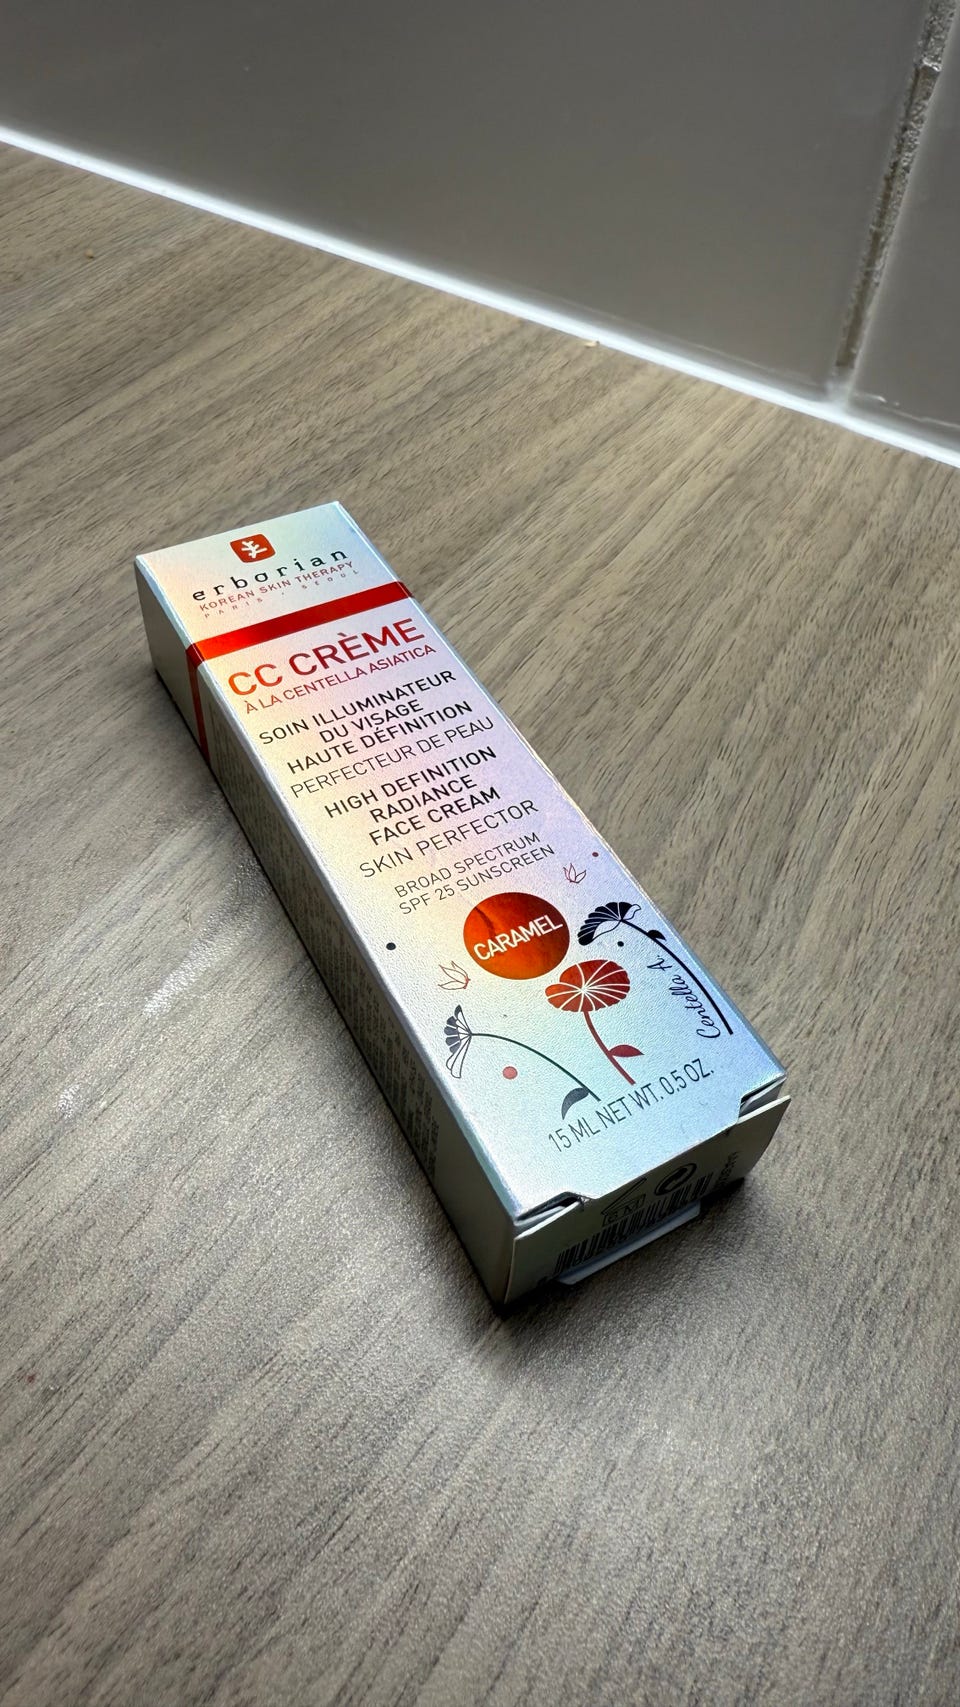 erborian
KOREAN SKIN THERAPY
PARIS · SEOUL
CC CRÈME
À LA CENTELLA ASIATICA
SOIN ILLUMINATEUR
DU VISAGE
HAUTE DÉFINITION
PERFECTEUR DE PEAU
HIGH DEFINITION
RADIANCE
FACE CREAM
SKIN PERFECTOR
BROAD SPECTRUM
SPF 25 SUNSCREEN
CARAMEL
Centella A.
15 ML NET WT. 0.5 OZ.
6 M